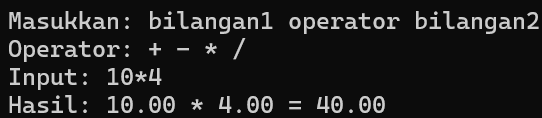 Masukkan: bilangan1 operator bilangan2
Operator: + - * /
Input: 10*4
Hasil: 10.00 * 4.00 = 40.00